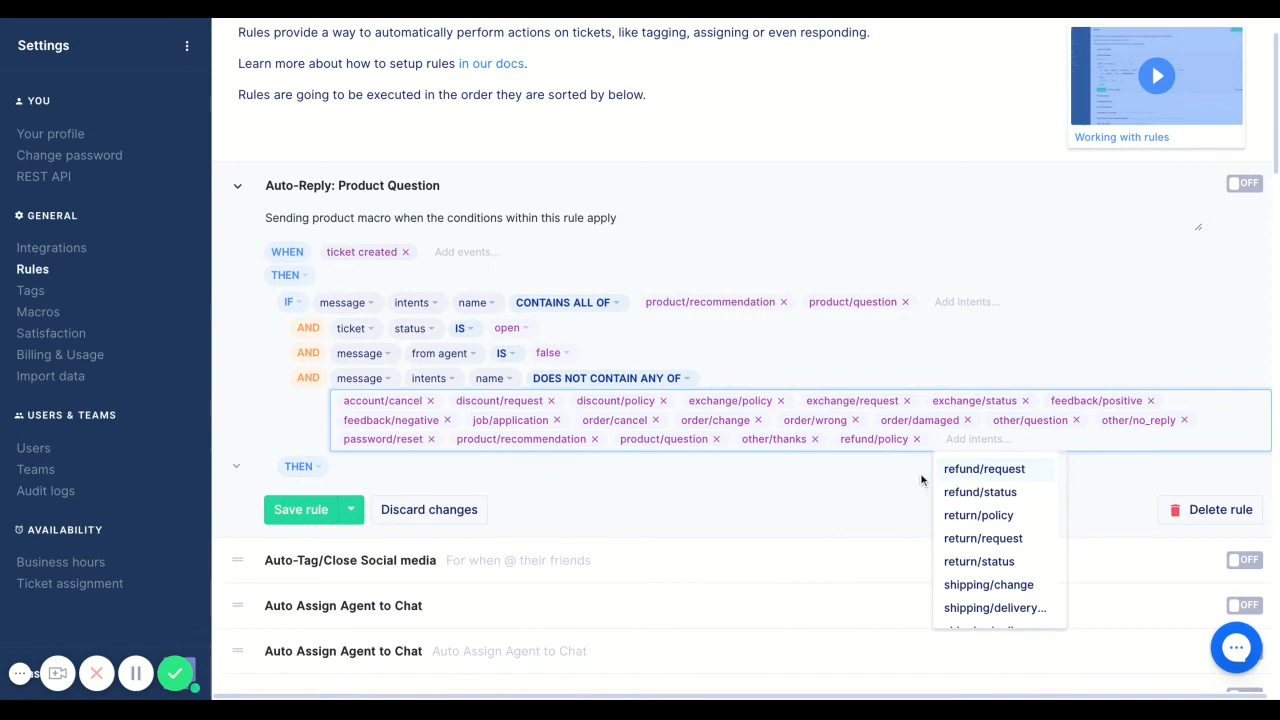 Settings
YOU
Your profile
Change password
REST API
GENERAL
Integrations
Rules
Tags
Macros
Satisfaction
Billing & Usage
Import data
USERS & TEAMS
Users
Teams
Audit logs
AVAILABILITY
Business hours
Ticket assignment
Rules provide a way to automatically perform actions on tickets, like tagging, assigning or even responding.
Learn more about how to setup rules in our docs.
Rules are going to be executed in the order they are sorted by below.
Working with rules
Auto-Reply: Product Question OFF
Sending product macro when the conditions within this rule apply
WHEN ticket created × Add events...
THEN
IF message intents name CONTAINS ALL OF product/recommendation × product/question × Add intents...
AND ticket status IS open
AND message from agent IS false
AND message intents name DOES NOT CONTAIN ANY OF
account/cancel × discount/request × discount/policy × exchange/policy × exchange/request × exchange/status × feedback/positive ×
feedback/negative × job/application × order/cancel × order/change × order/wrong × order/damaged × other/question × other/no_reply ×
password/reset × product/recommendation × product/question × other/thanks × refund/policy × Add intents...
THEN
refund/request
refund/status
return/policy
return/request
return/status
shipping/change
shipping/delivery...
Save rule Discard changes Delete rule
Auto-Tag/Close Social media For when @ their friends OFF
Auto Assign Agent to Chat OFF
Auto Assign Agent to Chat Auto Assign Agent to Chat